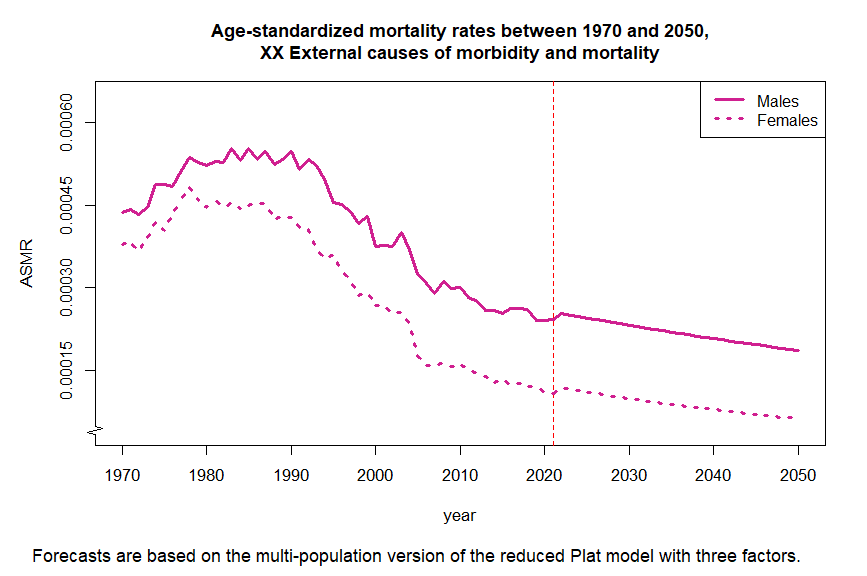 Age-standardized mortality rates between 1970 and 2050,
XX External causes of morbidity and mortality
Males
Females
ASMR
0.00060
0.00045
0.00030
0.00015
1970 1980 1990 2000 2010 2020 2030 2040 2050
year
Forecasts are based on the multi-population version of the reduced Plat model with three factors.